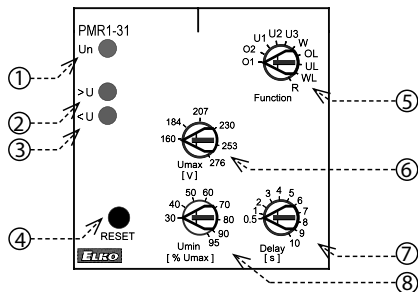 PMR1-31
Un
>U
<U
U1 U2 U3 W
O2 OL
O1 UL
WL
R
Function
207
184 230
160 253
276
Umax
[ V ]
50 60
40 70
30 80
90
95
Umin
[ % Umax ]
3 4 5
2 6
1 7
0.5 8
9
10
Delay
[ s ]
RESET
ELKO
1
2
3
4
5
6
7
8